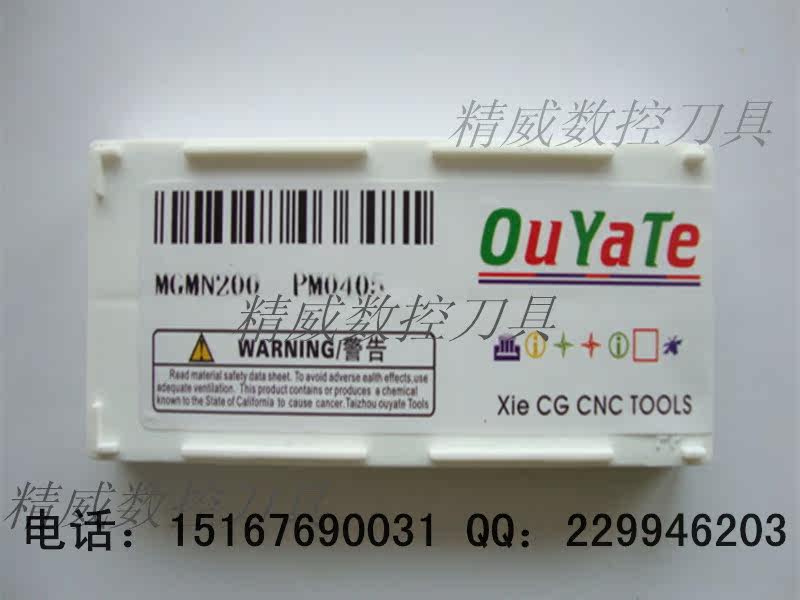 精威数控刀具
OuYaTe
MGMN200 PM0405
精威数控刀具
WARNING/警告
Read material safety data sheet. To avoid adverse ealth effects,use
adequate ventilation. This product contains or produces a chemical
known to the State of California to cause cancer.Taizhou ouyate Tools
Xie CG CNC TOOLS
精威数控刀具
电话：15167690031 QQ：229946203